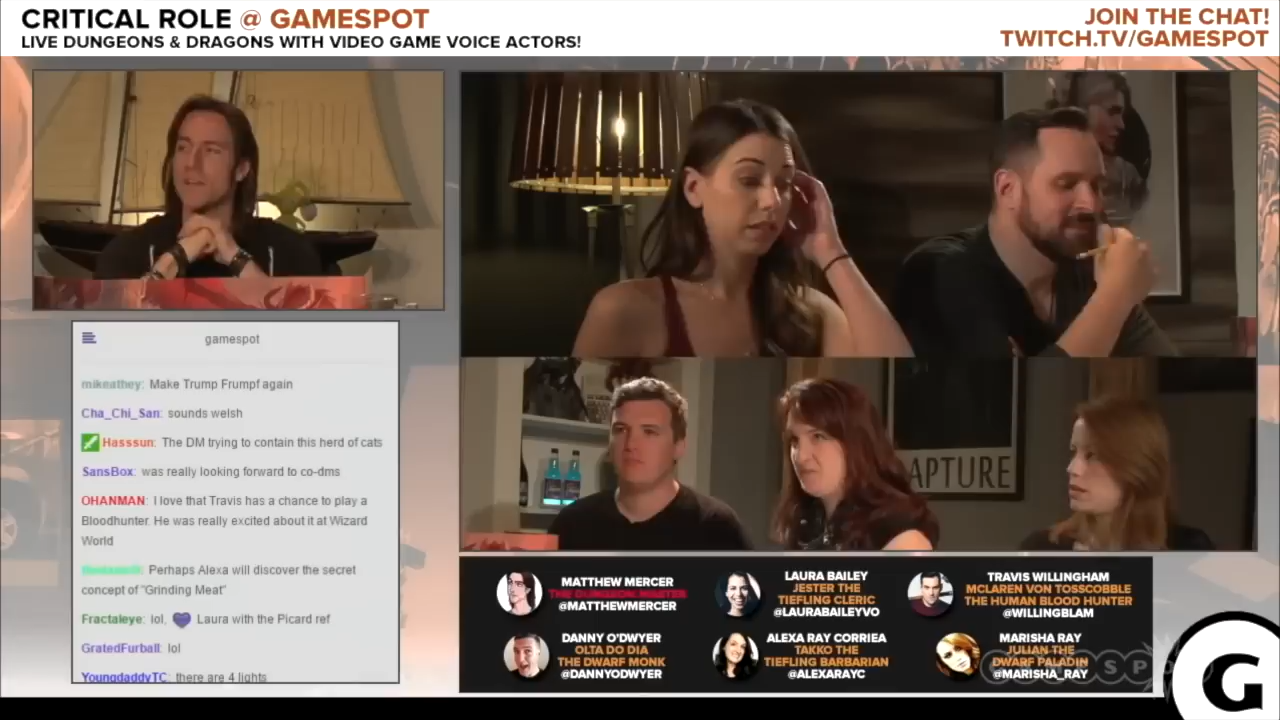 CRITICAL ROLE @ GAMESPOT
LIVE DUNGEONS & DRAGONS WITH VIDEO GAME VOICE ACTORS!
JOIN THE CHAT!
TWITCH.TV/GAMESPOT
gamespot
mikeathey: Make Trump Frumpf again
Cha_Chi_San: sounds welsh
Hasssun: The DM trying to contain this herd of cats
SansBox: was really looking forward to co-dms
OHANMAN: I love that Travis has a chance to play a
Bloodhunter. He was really excited about it at Wizard
World
Perhaps Alexa will discover the secret
concept of "Grinding Meat"
Fractaleye: lol, Laura with the Picard ref
GratedFurball: lol
YoungdaddyTC: there are 4 lights
APTURE
MATTHEW MERCER
THE DUNGEON MASTER
@MATTHEWMERCER
LAURA BAILEY
JESTER THE
TIEFLING CLERIC
@LAURABAILEYVO
TRAVIS WILLINGHAM
MCLAREN VON TOSSCOBBLE
THE HUMAN BLOOD HUNTER
@WILLINGBLAM
DANNY O'DWYER
OLTA DO DIA
THE DWARF MONK
@DANNYODWYER
ALEXA RAY CORRIEA
TAKKO THE
TIEFLING BARBARIAN
@ALEXARAYC
MARISHA RAY
JULIAN THE
DWARF PALADIN
@MARISHA_RAY
G